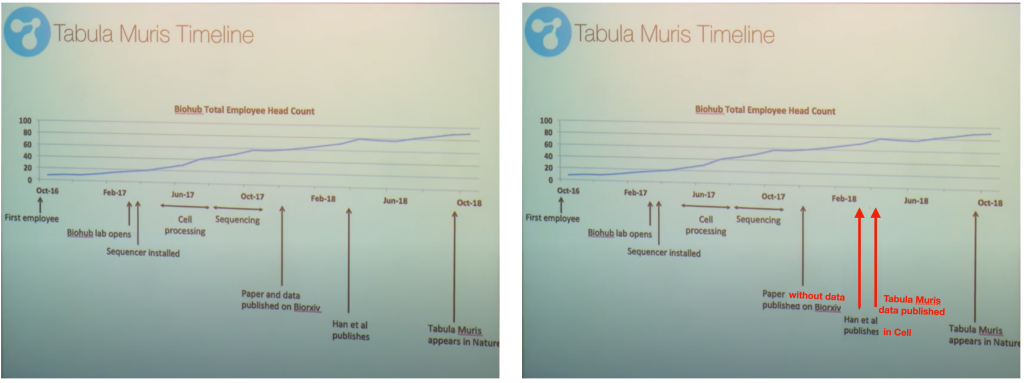 Tabula Muris Timeline
Biohub Total Employee Head Count
100
80
60
40
20
0
Oct-16
Feb-17
Jun-17
Oct-17
Feb-18
Jun-18
Oct-18
First employee
Biohub lab opens
Sequencer installed
Cell
processing
Sequencing
Paper and data
published on Biorxiv
Han et al
publishes
Tabula Muris
appears in Nature
Tabula Muris Timeline
Biohub Total Employee Head Count
100
80
60
40
20
0
Oct-16
Feb-17
Jun-17
Oct-17
Feb-18
Jun-18
Oct-18
First employee
Biohub lab opens
Sequencer installed
Cell
processing
Sequencing
Paper without data
published on Biorxiv
Han et al
publishes in Cell
Tabula Muris
data published
Tabula Muris
appears in Nature